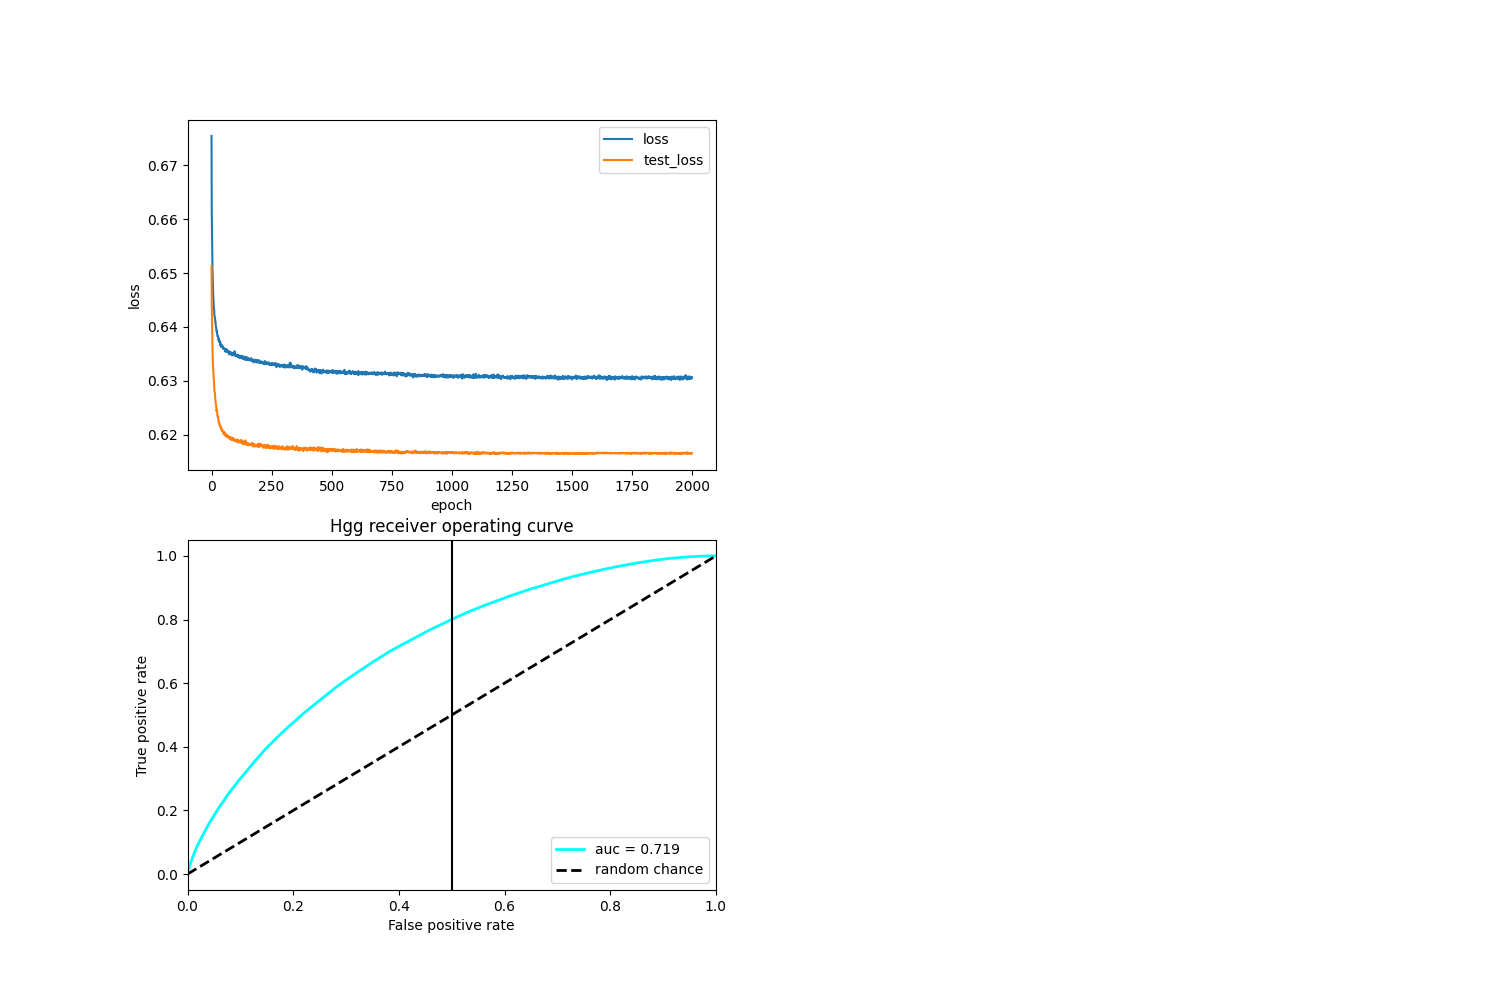 loss
test_loss
0.67
0.66
0.65
0.64
0.63
0.62
loss
0 250 500 750 1000 1250 1500 1750 2000
epoch
Hgg receiver operating curve
1.0
0.8
0.6
0.4
0.2
0.0
True positive rate
auc = 0.719
random chance
0.0 0.2 0.4 0.6 0.8 1.0
False positive rate